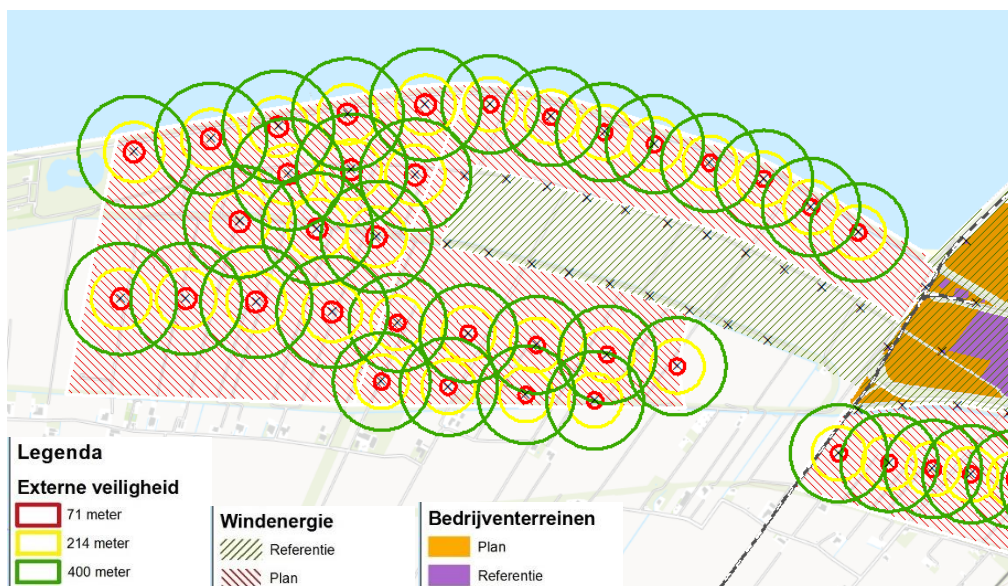 Legenda
Externe veiligheid
71 meter
214 meter
400 meter
Windenergie
Referentie
Plan
Bedrijventerreinen
Plan
Referentie